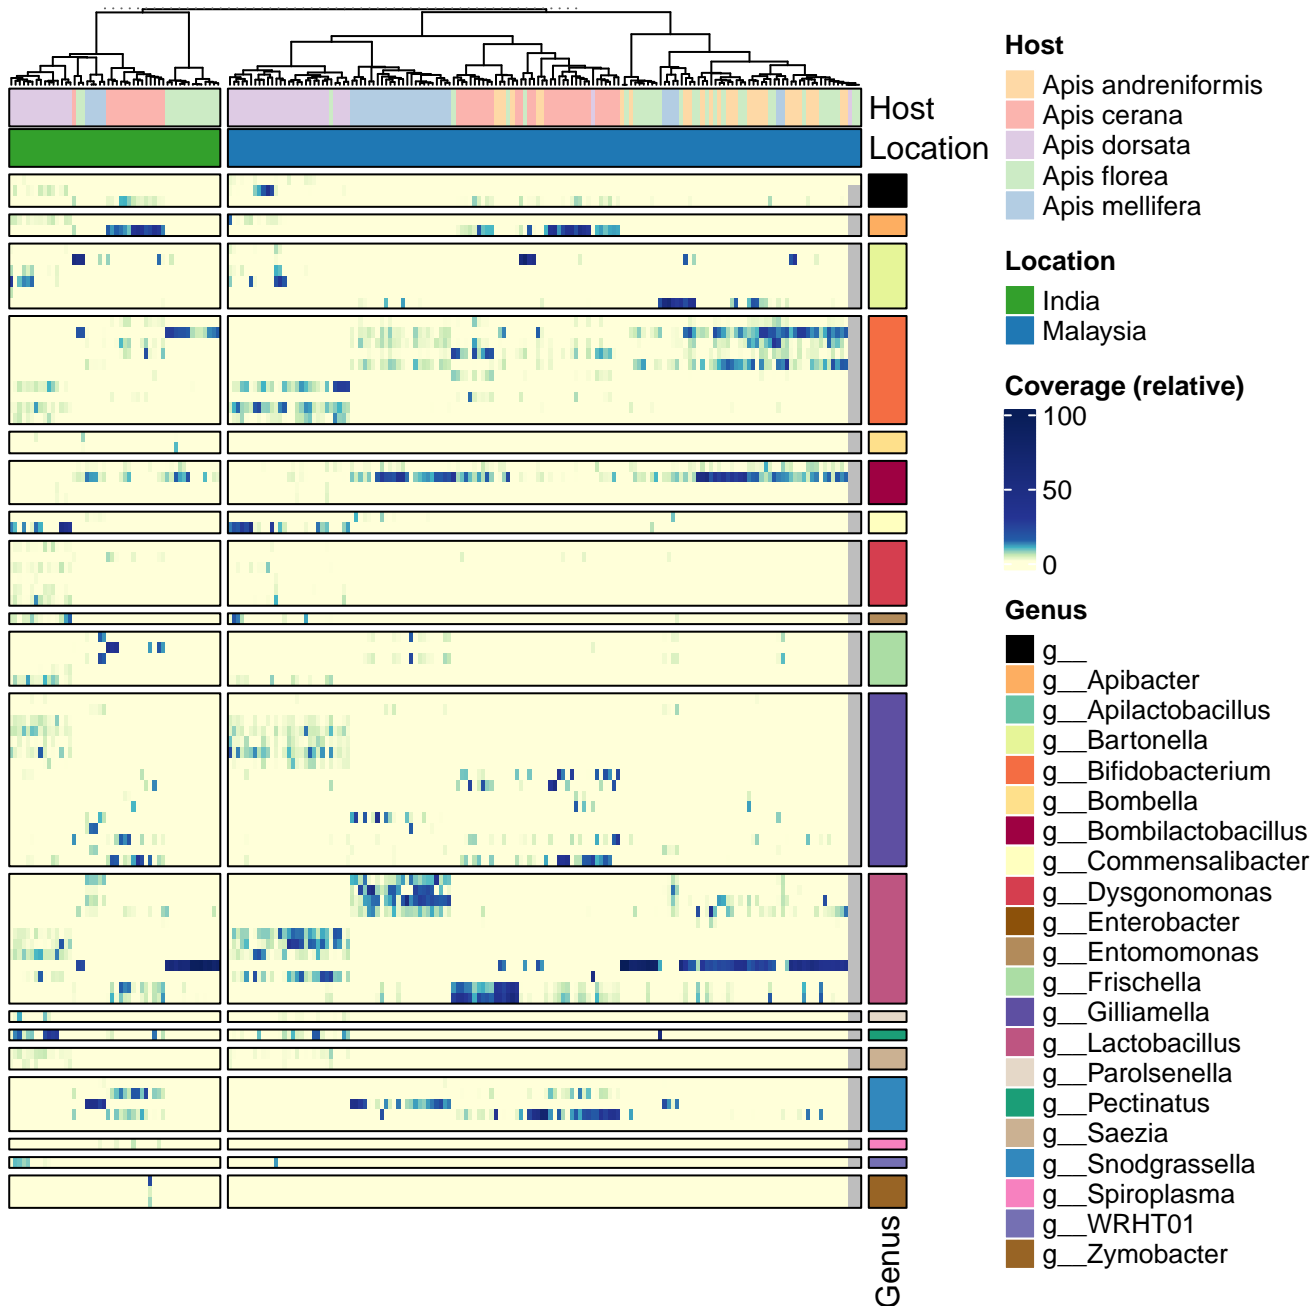 Host
Location
Genus
Host
Apis andreniformis
Apis cerana
Apis dorsata
Apis florea
Apis mellifera
Location
India
Malaysia
Coverage (relative)
100
50
0
Genus
g__
g__Apibacter
g__Apilactobacillus
g__Bartonella
g__Bifidobacterium
g__Bombella
g__Bombilactobacillus
g__Commensalibacter
g__Dysgonomonas
g__Enterobacter
g__Entomomonas
g__Frischella
g__Gilliamella
g__Lactobacillus
g__Parolsenella
g__Pectinatus
g__Saezia
g__Snodgrassella
g__Spiroplasma
g__WRHT01
g__Zymobacter